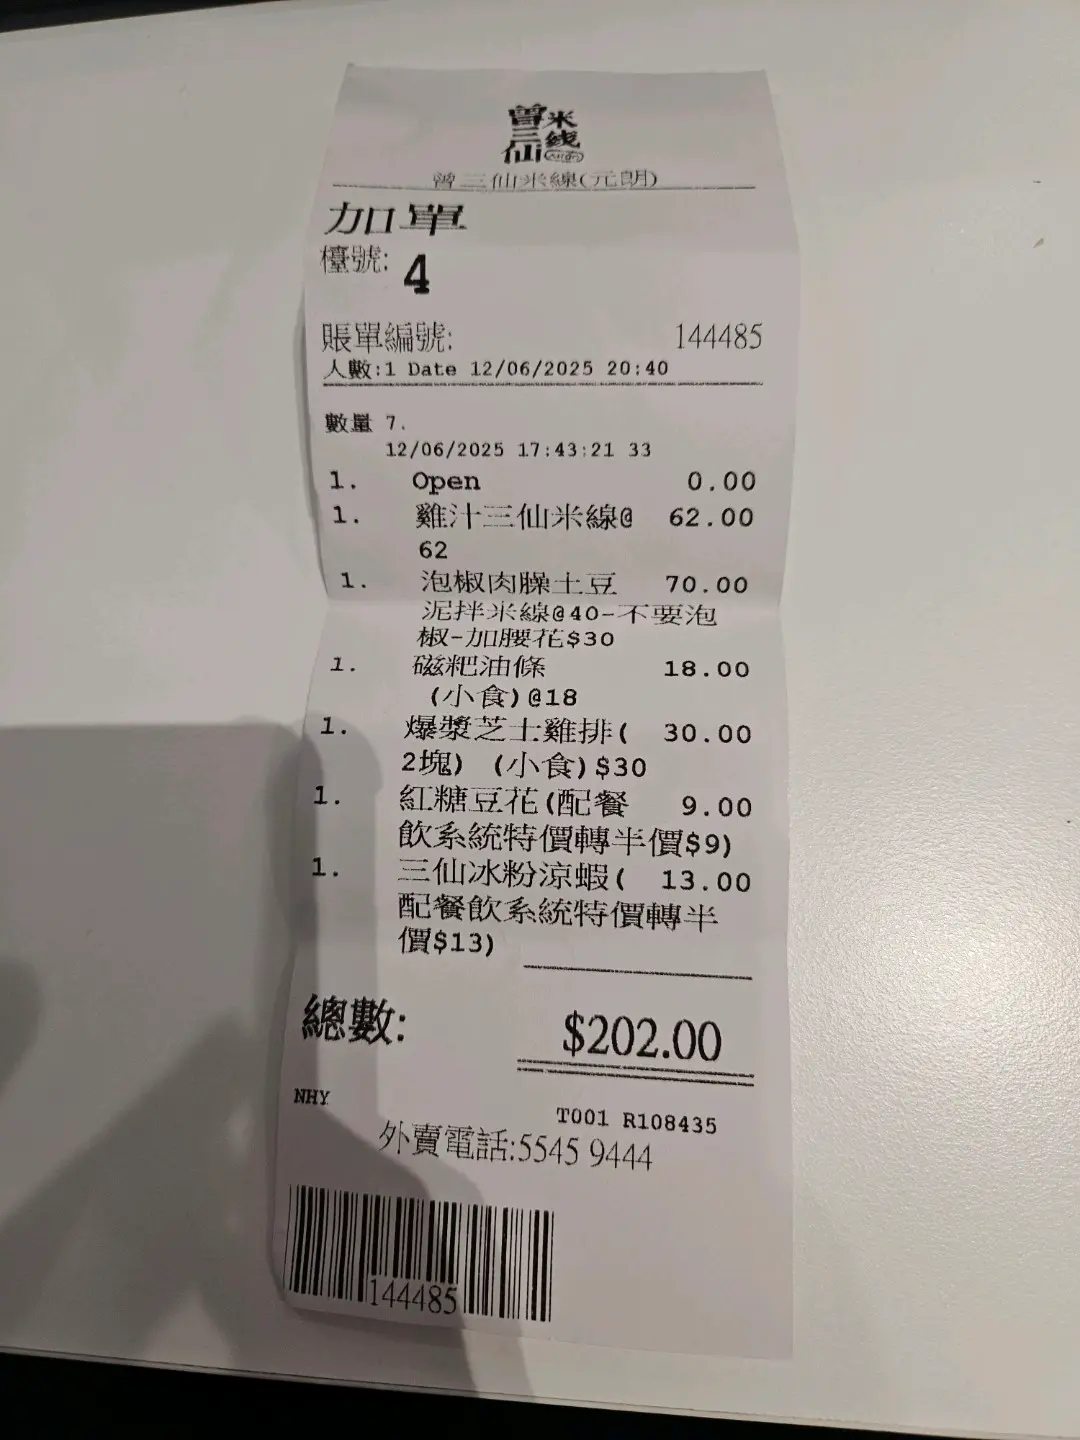 曾三仙
米线
曾三仙米線(元朗)
加單
檯號: 4
賬單編號: 144485
人數:1 Date 12/06/2025 20:40
數量 7.
12/06/2025 17:43:21 33
1. Open 0.00
1. 雞汁三仙米線@ 62.00
62
1. 泡椒肉臊土豆 70.00
泥拌米線@40-不要泡
椒-加腰花$30
1. 磁粑油條 18.00
(小食)@18
1. 爆漿芝士雞排( 30.00
2塊) (小食)$30
1. 紅糖豆花(配餐 9.00
飲系統特價轉半價$9)
1. 三仙冰粉涼蝦( 13.00
配餐飲系統特價轉半
價$13)
總數: $202.00
NHY
T001 R108435
外賣電話:5545 9444
144485